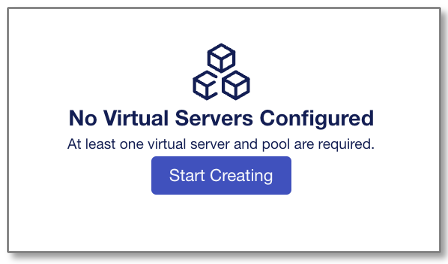 No Virtual Servers Configured
At least one virtual server and pool are required.
Start Creating